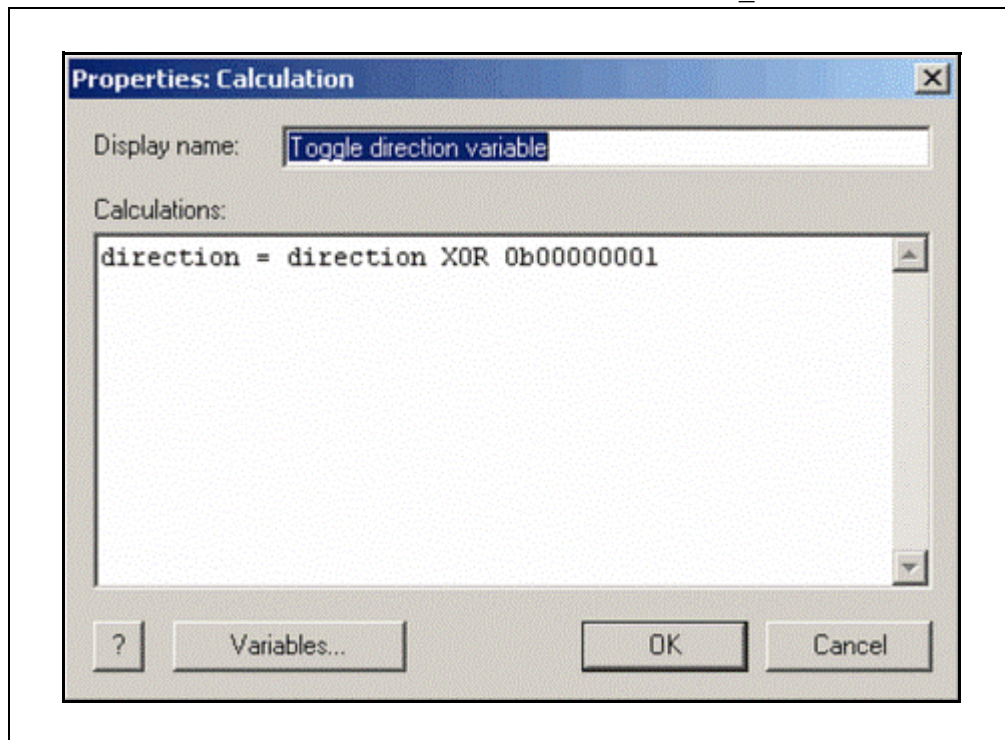 Properties: Calculation
Display name: Toggle direction variable
Calculations:
direction = direction XOR 0b00000001
? Variables... OK Cancel